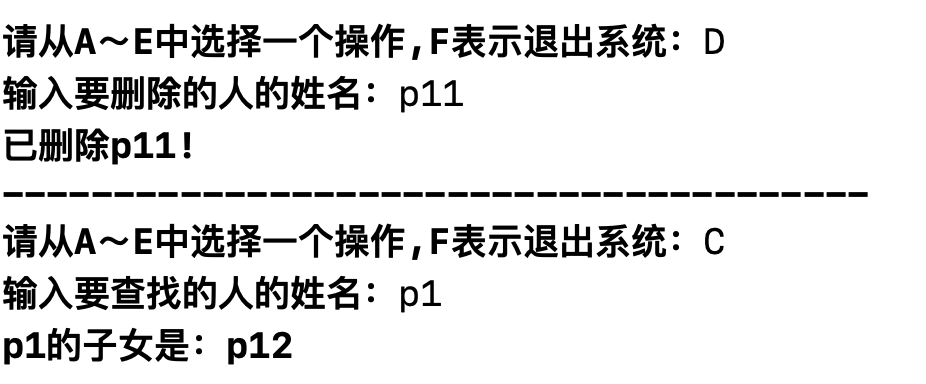 请从A～E中选择一个操作,F表示退出系统：D
输入要删除的人的姓名：p11
已删除p11!
---------------------------------------
请从A～E中选择一个操作,F表示退出系统：C
输入要查找的人的姓名：p1
p1的子女是：p12